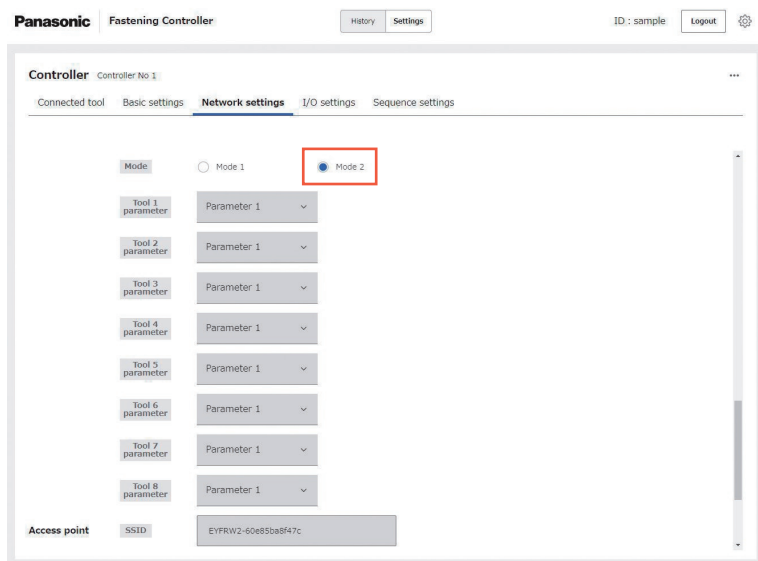 Panasonic Fastening Controller History Settings ID : sample Logout
Controller Controller No 1
Connected tool Basic settings Network settings I/O settings Sequence settings
Mode Mode 1 Mode 2
Tool 1
parameter Parameter 1
Tool 2
parameter Parameter 1
Tool 3
parameter Parameter 1
Tool 4
parameter Parameter 1
Tool 5
parameter Parameter 1
Tool 6
parameter Parameter 1
Tool 7
parameter Parameter 1
Tool 8
parameter Parameter 1
Access point SSID EYFRW2-60e85ba8f47c